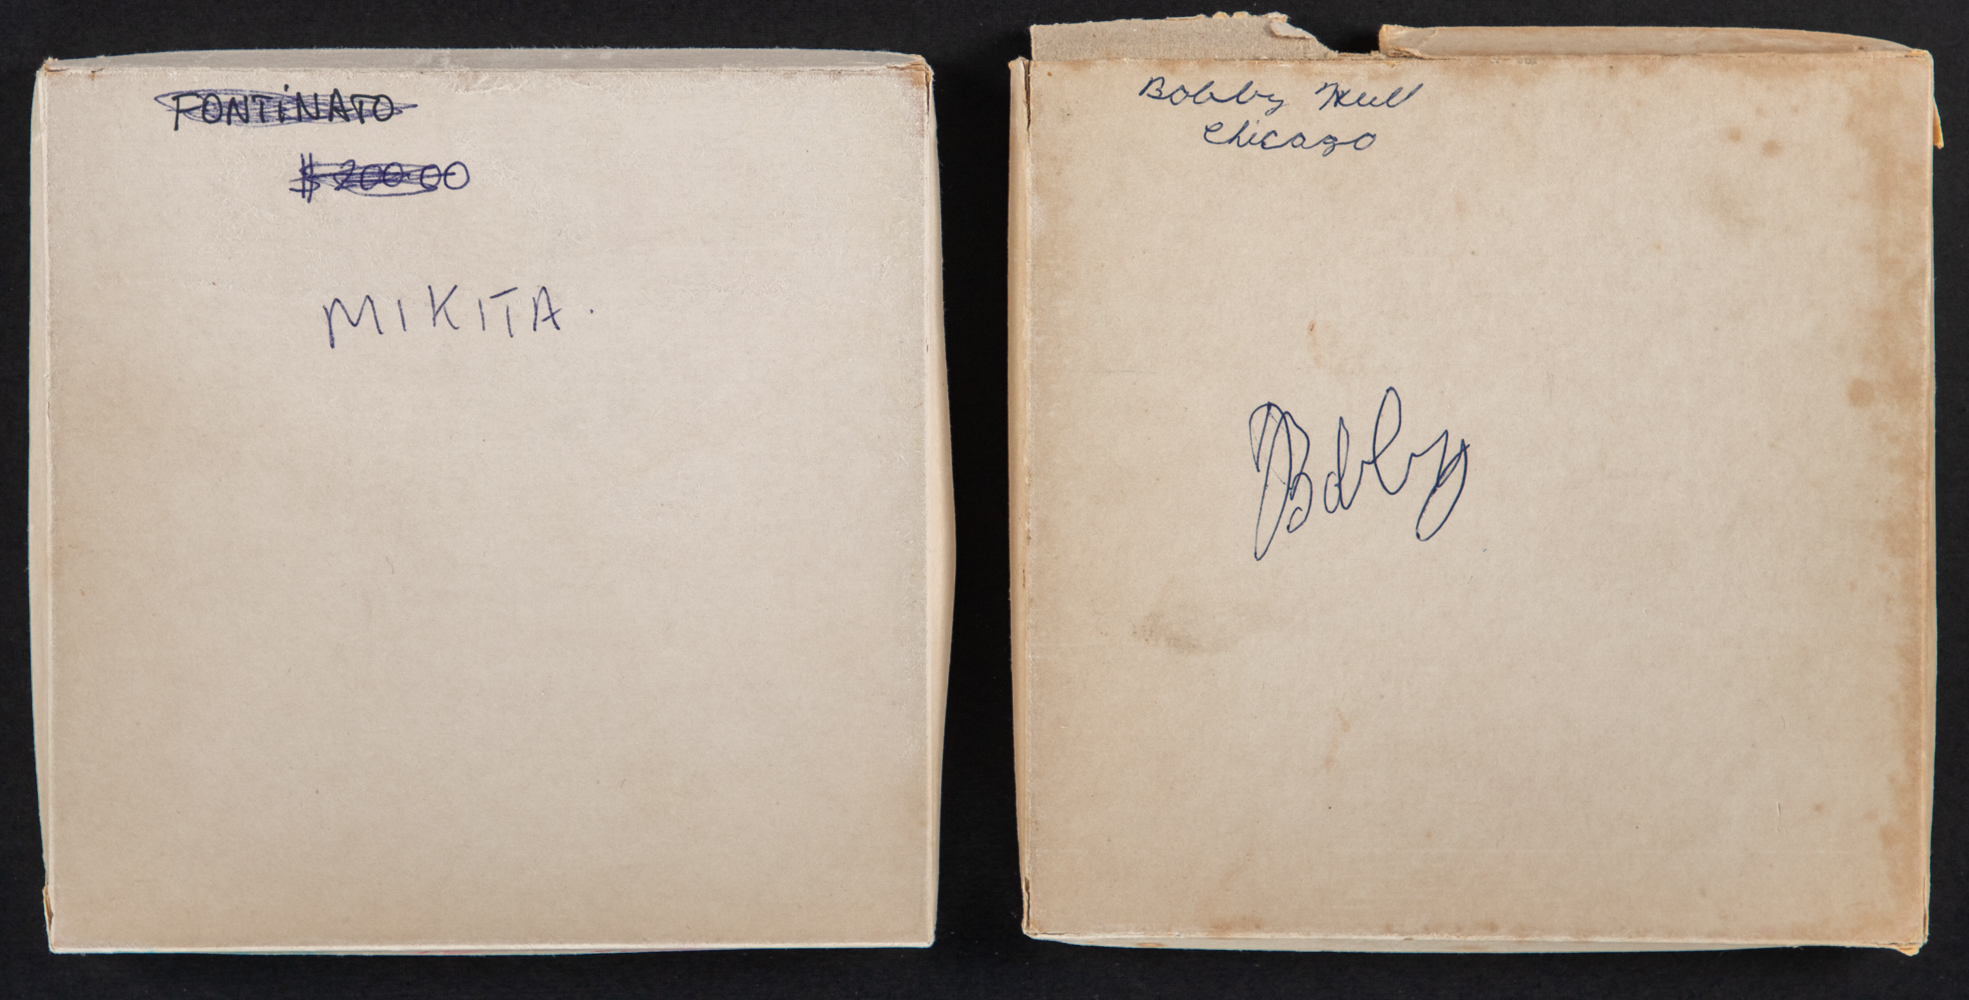 FONTiNATO
$200.00
MIKITA.
Bobby Hull
Chicago
Bobby